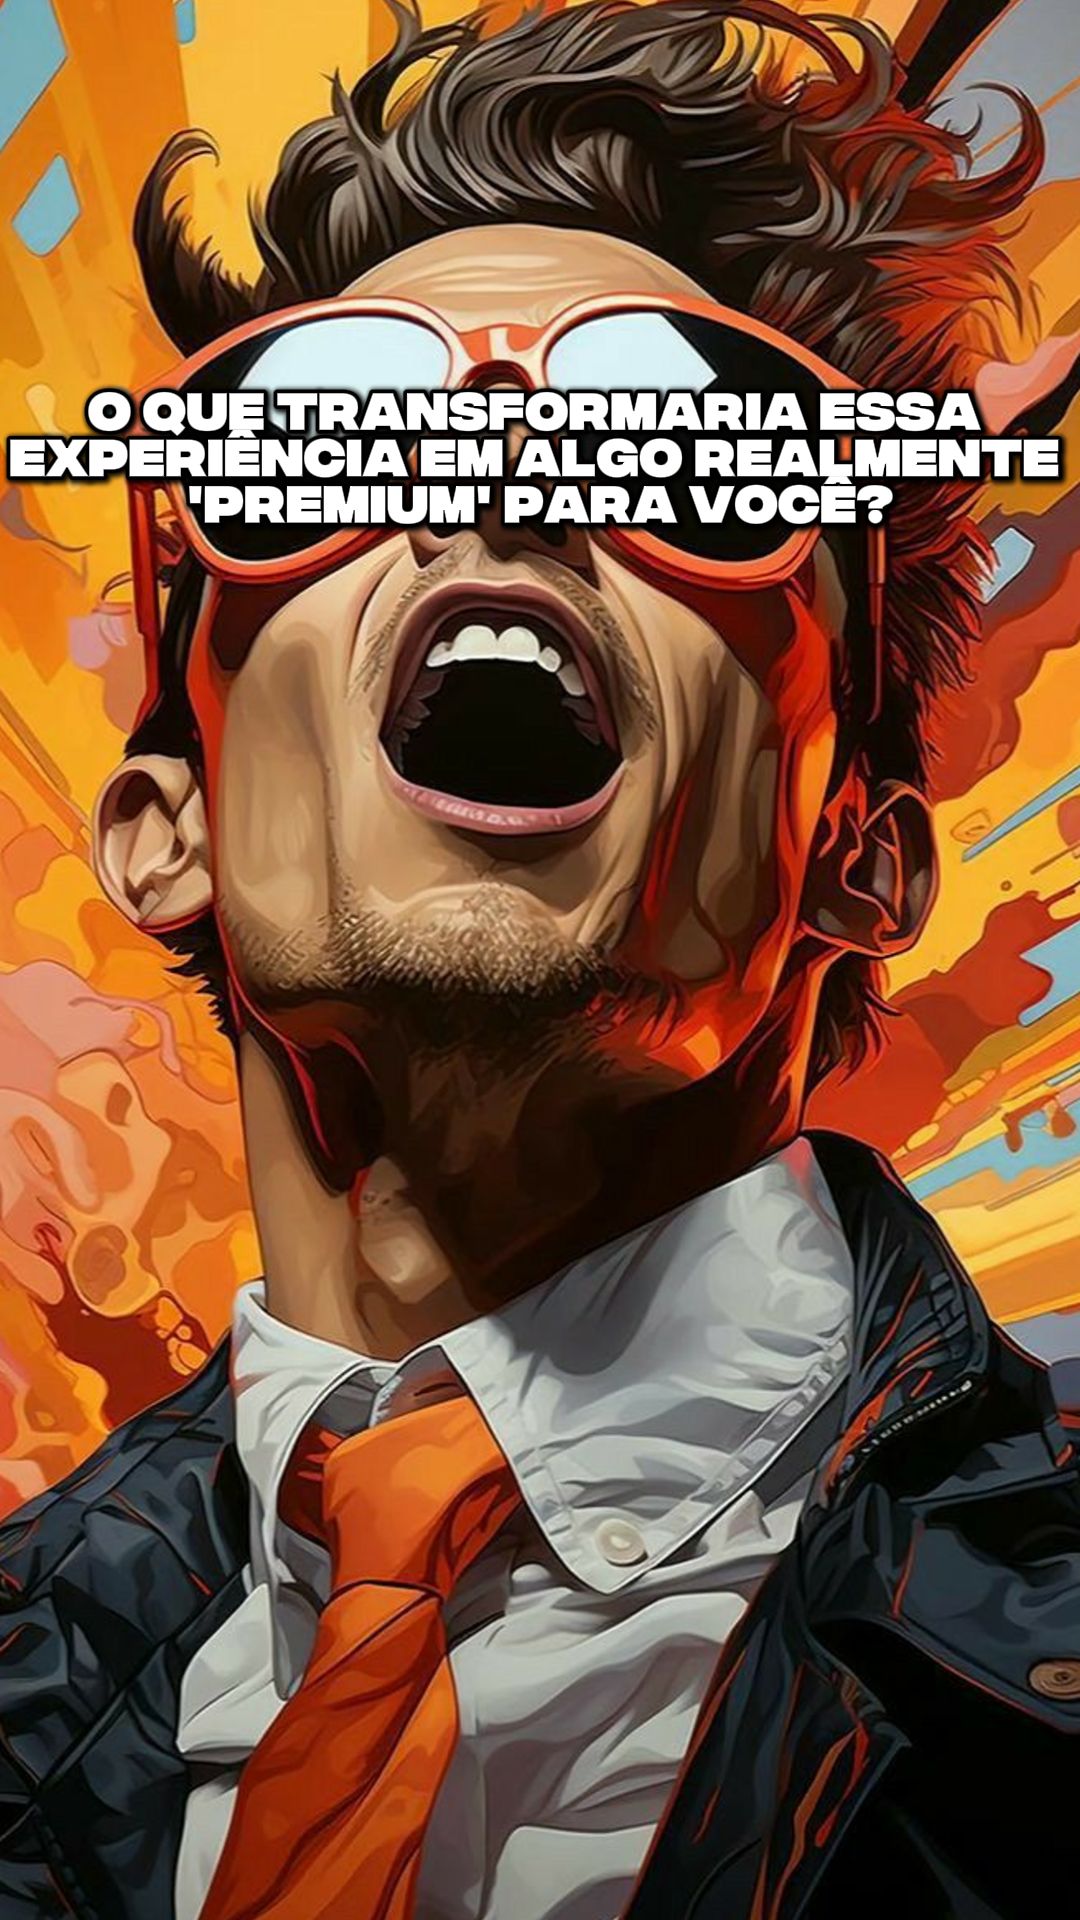 O QUE TRANSFORMARIA ESSA
EXPERIÊNCIA EM ALGO REALMENTE
'PREMIUM' PARA VOCÊ?